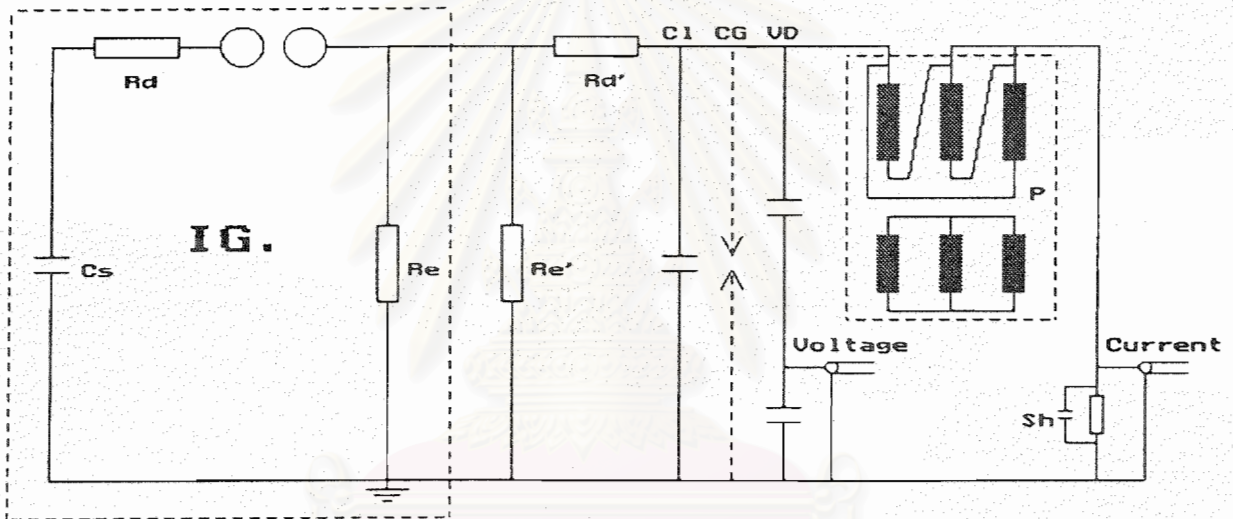 C1 CG VD
Rd
Rd'
P
IG.
Cs
Re
Re'
Voltage
Current
Sh